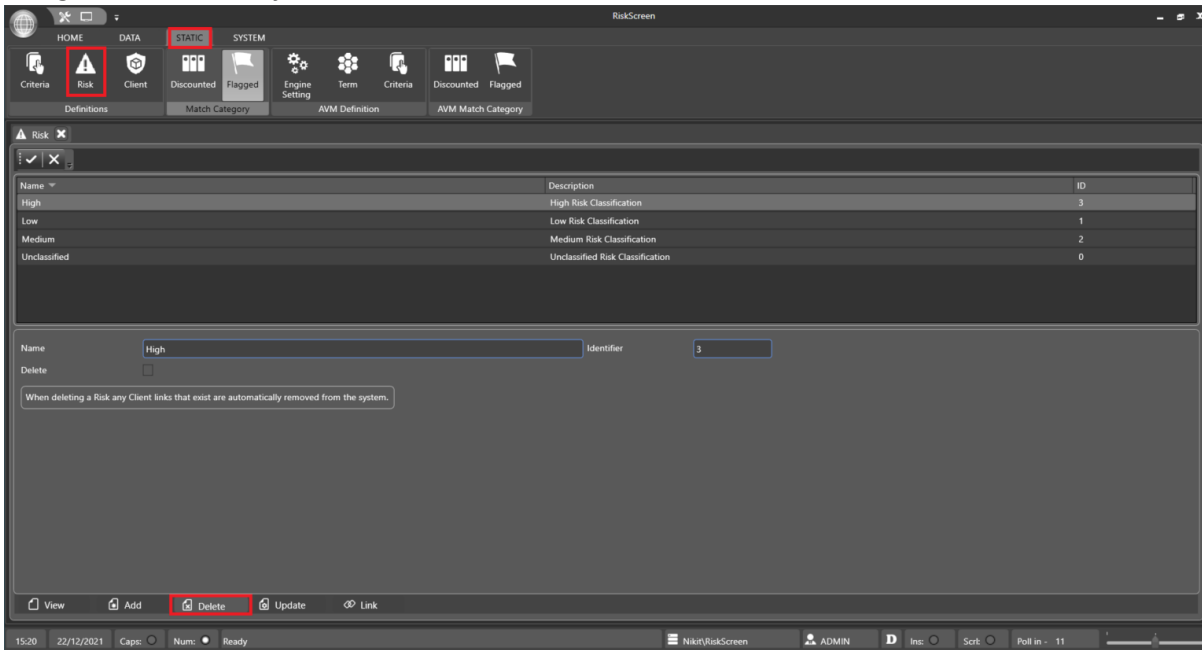 RiskScreen
HOME DATA STATIC SYSTEM
Criteria Risk Client Discounted Flagged Engine Setting Term Criteria Discounted Flagged
Definitions Match Category AVM Definition AVM Match Category
Risk
Name Description ID
High High Risk Classification 3
Low Low Risk Classification 1
Medium Medium Risk Classification 2
Unclassified Unclassified Risk Classification 0
Name High Identifier 3
Delete
When deleting a Risk any Client links that exist are automatically removed from the system.
View Add Delete Update Link
15:20 22/12/2021 Caps: Num: Ready Nikit\RiskScreen ADMIN D Ins: Scrl: Poll in - 11